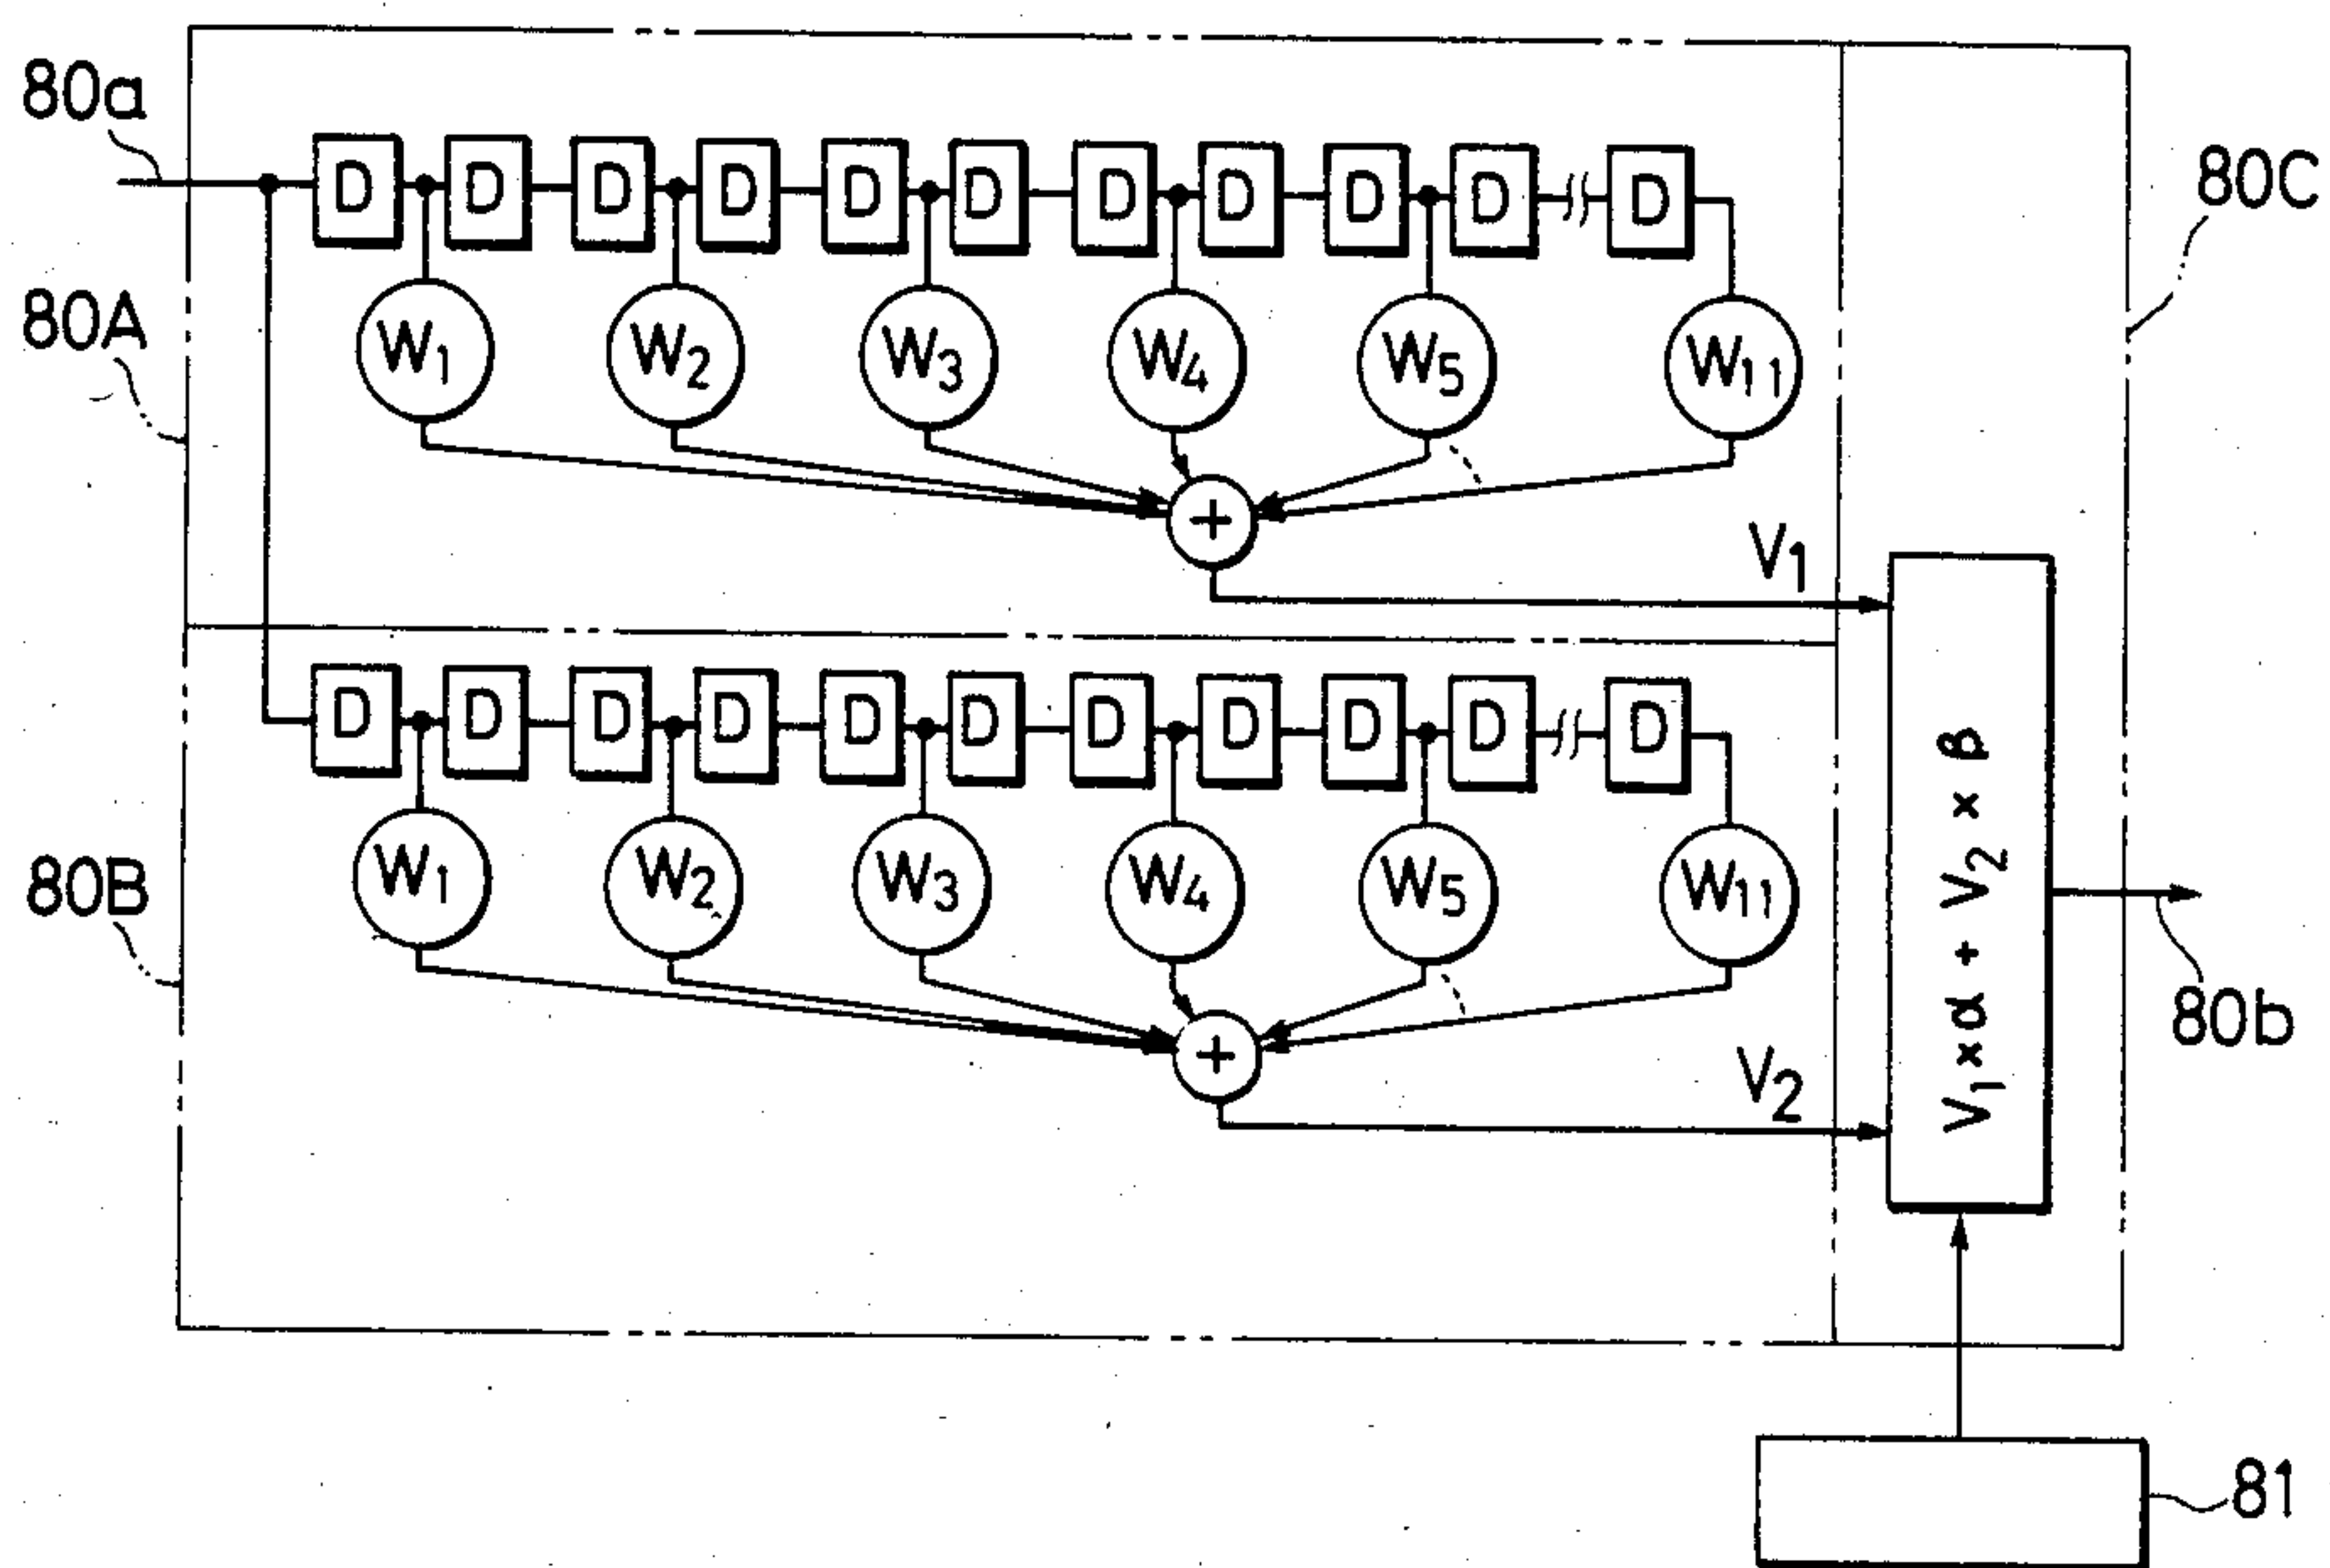 80a
D D D D D D D D D D D
80C
80A
W1 W2 W3 W4 W5 W11
+
V1
D D D D D D D D D D D
80B
W1 W2 W3 W4 W5 W11
V1 × α + V2 × β
+
80b
V2
81